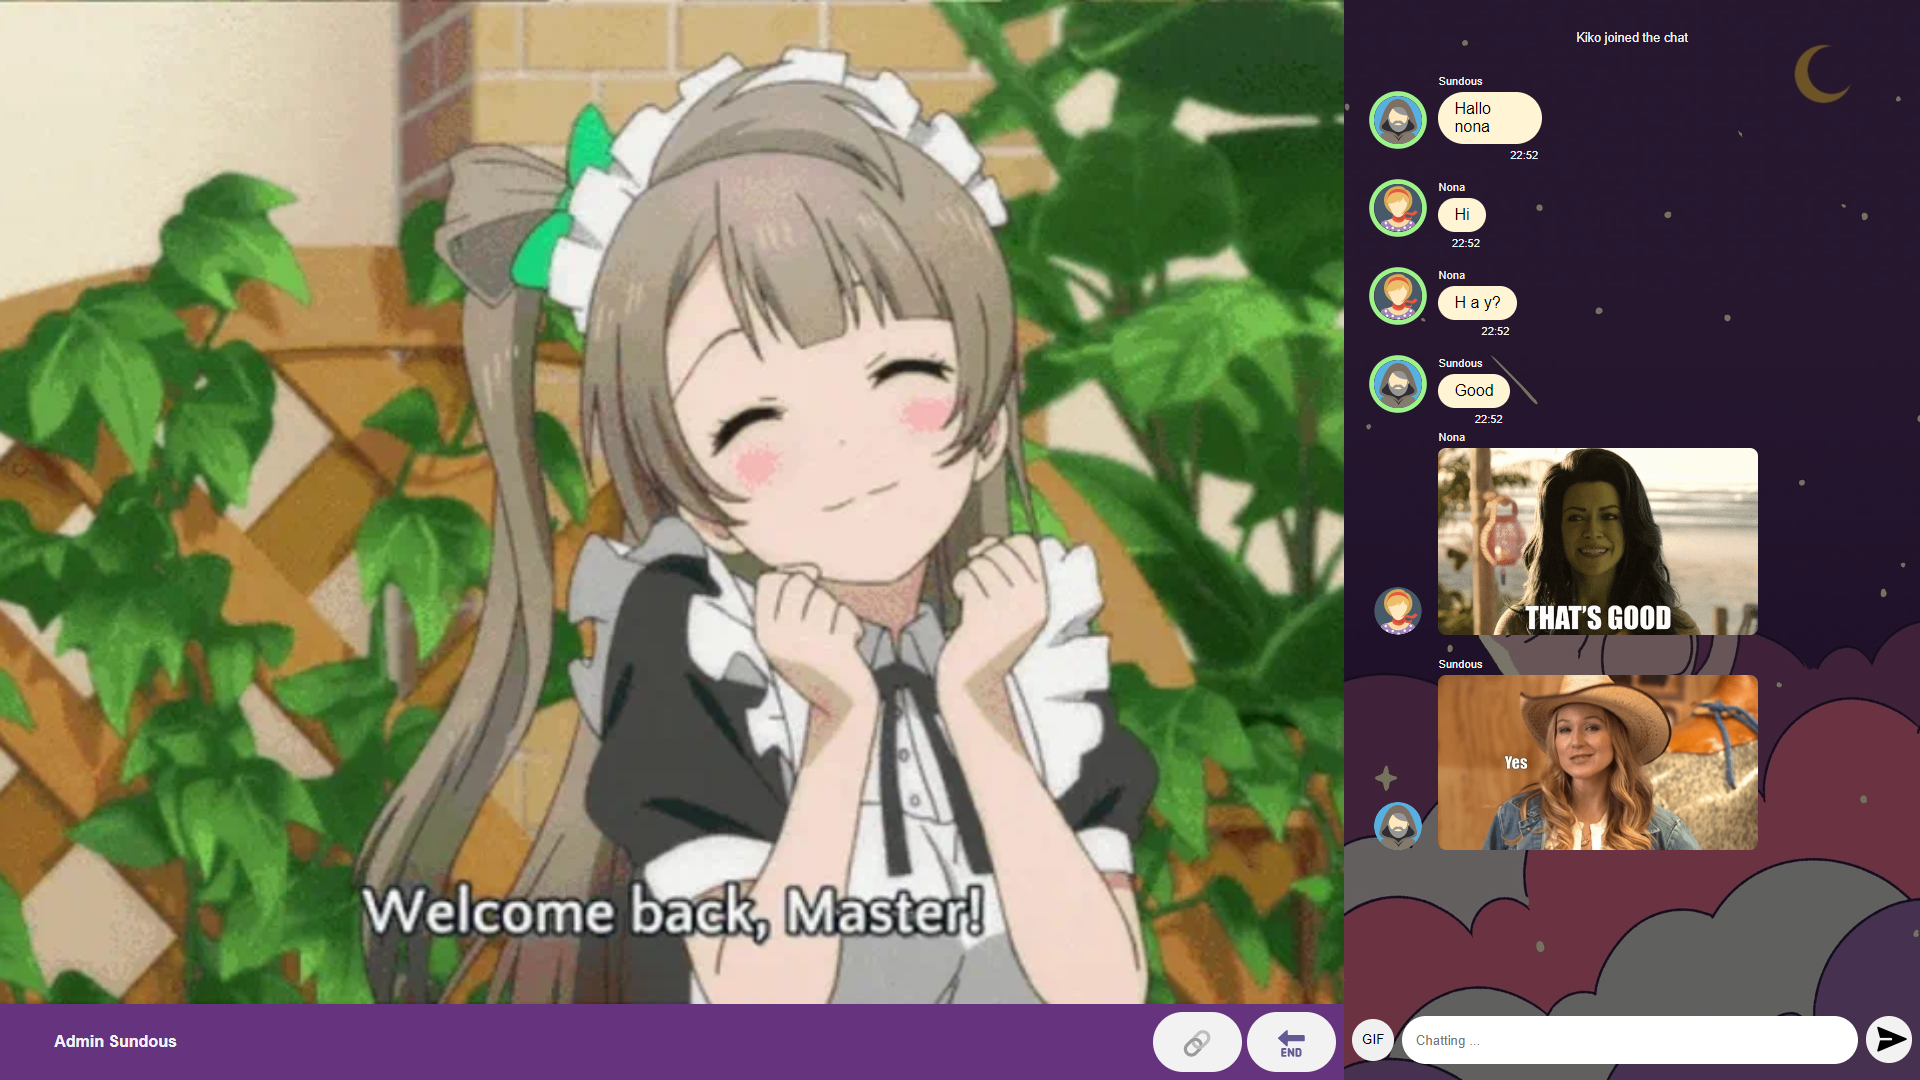 Welcome back, Master!
Admin Sundous
END
Kiko joined the chat
Sundous
Hallo
nona
22:52
Nona
Hi
22:52
Nona
H a y?
22:52
Sundous
Good
22:52
Nona
THAT'S GOOD
Sundous
Yes
GIF
Chatting ...